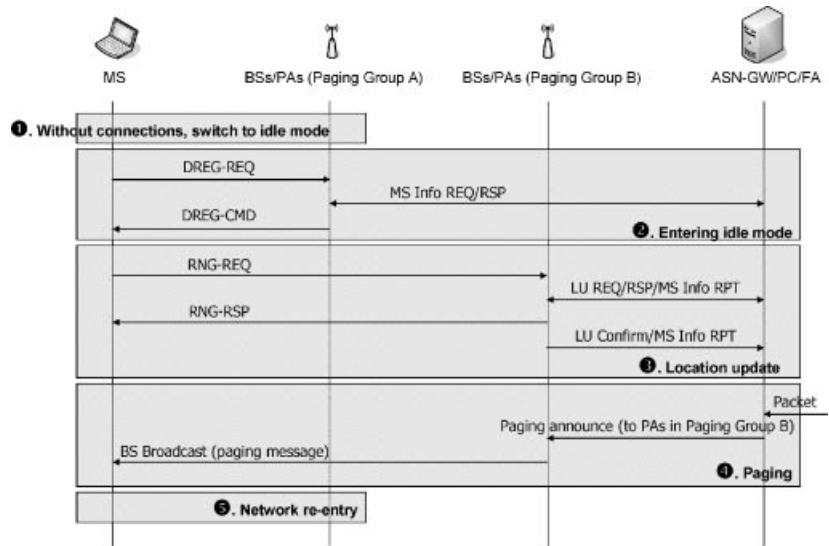 MS
BSs/PAs (Paging Group A)
BSs/PAs (Paging Group B)
ASN-GW/PC/FA
❶. Without connections, switch to idle mode
DREG-REQ
MS Info REQ/RSP
DREG-CMD
❷. Entering idle mode
RNG-REQ
LU REQ/RSP/MS Info RPT
RNG-RSP
LU Confirm/MS Info RPT
❸. Location update
Packet
Paging announce (to PAs in Paging Group B)
BS Broadcast (paging message)
❹. Paging
❺. Network re-entry